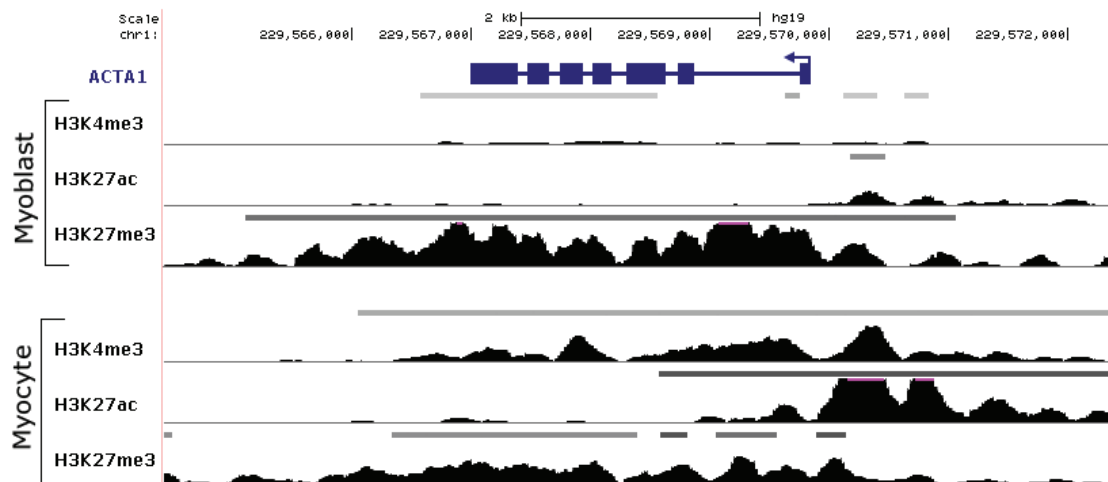 Scale 2 kb hg19
chr1: 229,566,000 229,567,000 229,568,000 229,569,000 229,570,000 229,571,000 229,572,000
ACTA1
Myoblast
H3K4me3
H3K27ac
H3K27me3
Myocyte
H3K4me3
H3K27ac
H3K27me3